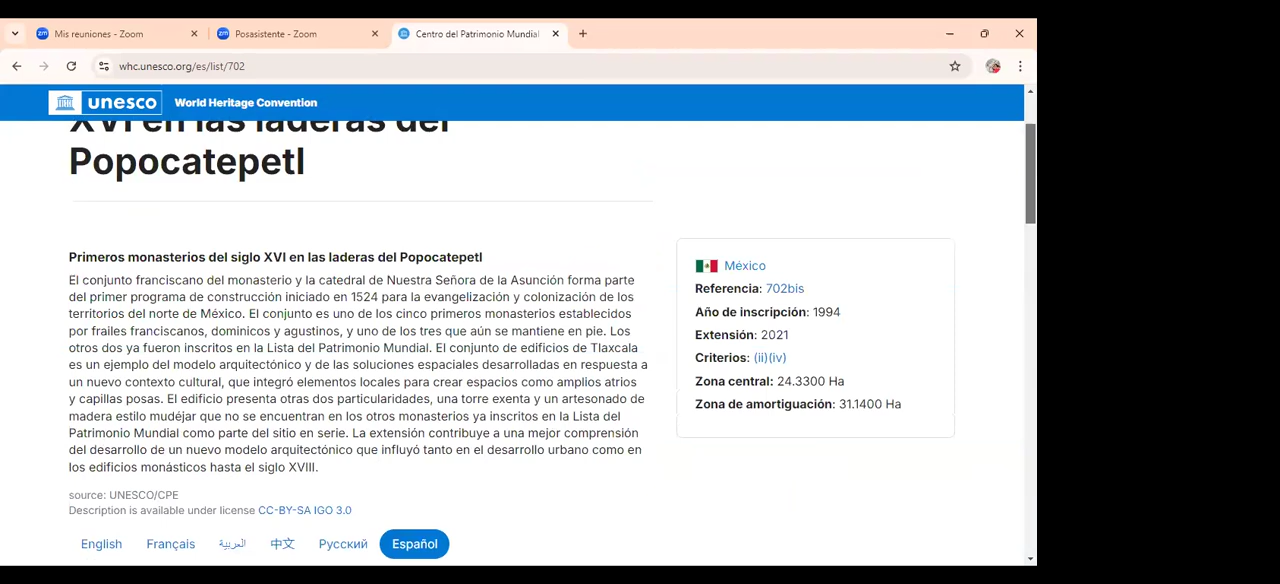 Mis reuniones - Zoom
Posasistente - Zoom
Centro del Patrimonio Mundial
whc.unesco.org/es/list/702
unesco World Heritage Convention
XVI en las laderas del
Popocatepetl
Primeros monasterios del siglo XVI en las laderas del Popocatepetl
El conjunto franciscano del monasterio y la catedral de Nuestra Señora de la Asunción forma parte
del primer programa de construcción iniciado en 1524 para la evangelización y colonización de los
territorios del norte de México. El conjunto es uno de los cinco primeros monasterios establecidos
por frailes franciscanos, dominicos y agustinos, y uno de los tres que aún se mantiene en pie. Los
otros dos ya fueron inscritos en la Lista del Patrimonio Mundial. El conjunto de edificios de Tlaxcala
es un ejemplo del modelo arquitectónico y de las soluciones espaciales desarrolladas en respuesta a
un nuevo contexto cultural, que integró elementos locales para crear espacios como amplios atrios
y capillas posas. El edificio presenta otras dos particularidades, una torre exenta y un artesonado de
madera estilo mudéjar que no se encuentran en los otros monasterios ya inscritos en la Lista del
Patrimonio Mundial como parte del sitio en serie. La extensión contribuye a una mejor comprensión
del desarrollo de un nuevo modelo arquitectónico que influyó tanto en el desarrollo urbano como en
los edificios monásticos hasta el siglo XVIII.
source: UNESCO/CPE
Description is available under license CC-BY-SA IGO 3.0
English Français العربية 中文 Русский Español
México
Referencia: 702bis
Año de inscripción: 1994
Extensión: 2021
Criterios: (ii)(iv)
Zona central: 24.3300 Ha
Zona de amortiguación: 31.1400 Ha